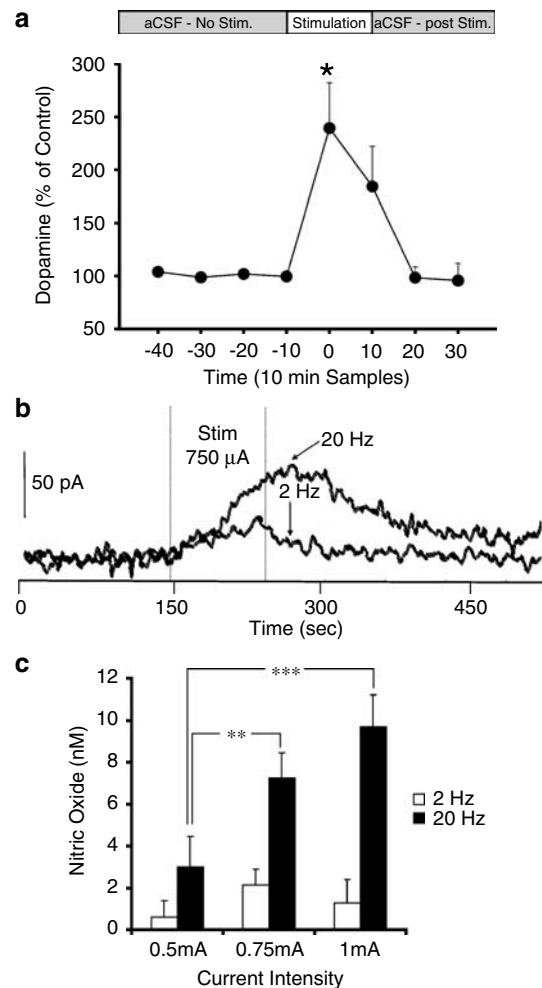 a
aCSF - No Stim. Stimulation aCSF - post Stim.
*
300
250
200
150
100
50
Dopamine (% of Control)
-40 -30 -20 -10 0 10 20 30
Time (10 min Samples)
b
Stim
750 µA
20 Hz
2 Hz
50 pA
0 150 300 450
Time (sec)
c
12
10
8
6
4
2
0
Nitric Oxide (nM)
***
**
2 Hz
20 Hz
0.5mA 0.75mA 1mA
Current Intensity